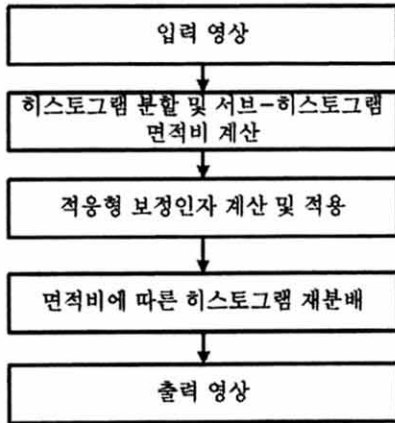 입력 영상
히스토그램 분할 및 서브-히스토그램
면적비 계산
적응형 보정인자 계산 및 적용
면적비에 따른 히스토그램 재분배
출력 영상